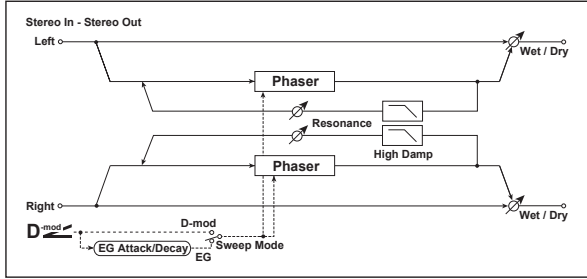 Stereo In - Stereo Out
Left
Wet / Dry
Phaser
Resonance
High Damp
Phaser
Right
Wet / Dry
D-mod
D-mod
EG Attack/Decay
EG
Sweep Mode